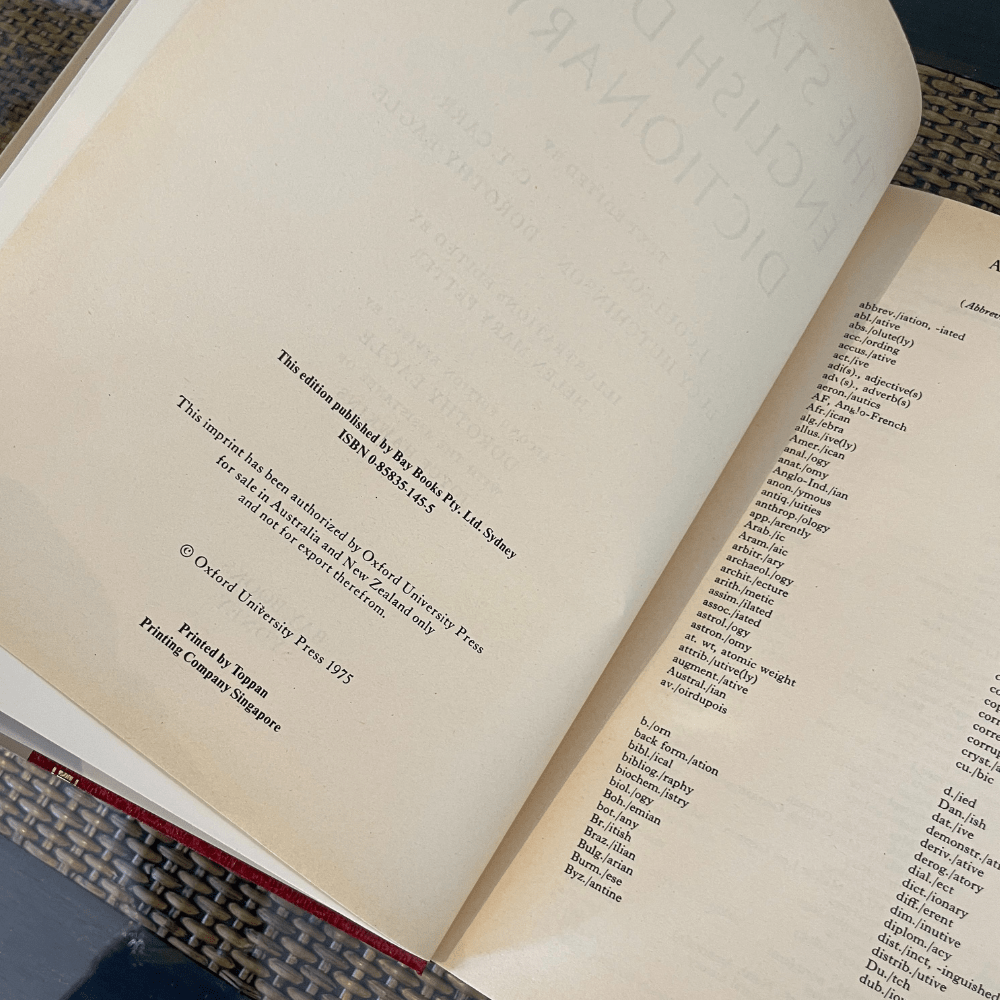 This edition published by Bay Books Pty. Ltd. Sydney
ISBN 0-85835-145-5
This imprint has been authorized by Oxford University Press
for sale in Australia and New Zealand only
and not for export therefrom.
© Oxford University Press 1975
Printed by Toppan
Printing Company Singapore
abbrev./iation, -iated
abl./ative
abs./olute(ly)
acc./ording
accus./ative
act./ive
adj(s)., adjective(s)
adv(s)., adverb(s)
aeron./autics
AF, Anglo-French
Afr./ican
alg./ebra
allus./ive(ly)
Amer./ican
anal./ogy
anat./omy
Anglo-Ind./ian
anon./ymous
antiq./uities
anthrop./ology
app./arently
Arab./ic
Aram./aic
arbitr./ary
archaeol./ogy
archit./ecture
arith./metic
assim./ilated
assoc./iated
astrol./ogy
astron./omy
at. wt, atomic weight
attrib./utive(ly)
augment./ative
Austral./ian
av./oirdupois
b./orn
back form./ation
bibl./ical
bibliog./raphy
biochem./istry
biol./ogy
Boh./emian
bot./any
Br./itish
Braz./ilian
Bulg./arian
Burm./ese
Byz./antine
cu./bic
d./ied
Dan./ish
dat./ive
deriv./ative
derog./atory
dial./ect
dict./ionary
diff./erent
dim./inutive
diplom./acy
dist./inct, -inguished
distrib./utive
Du./tch